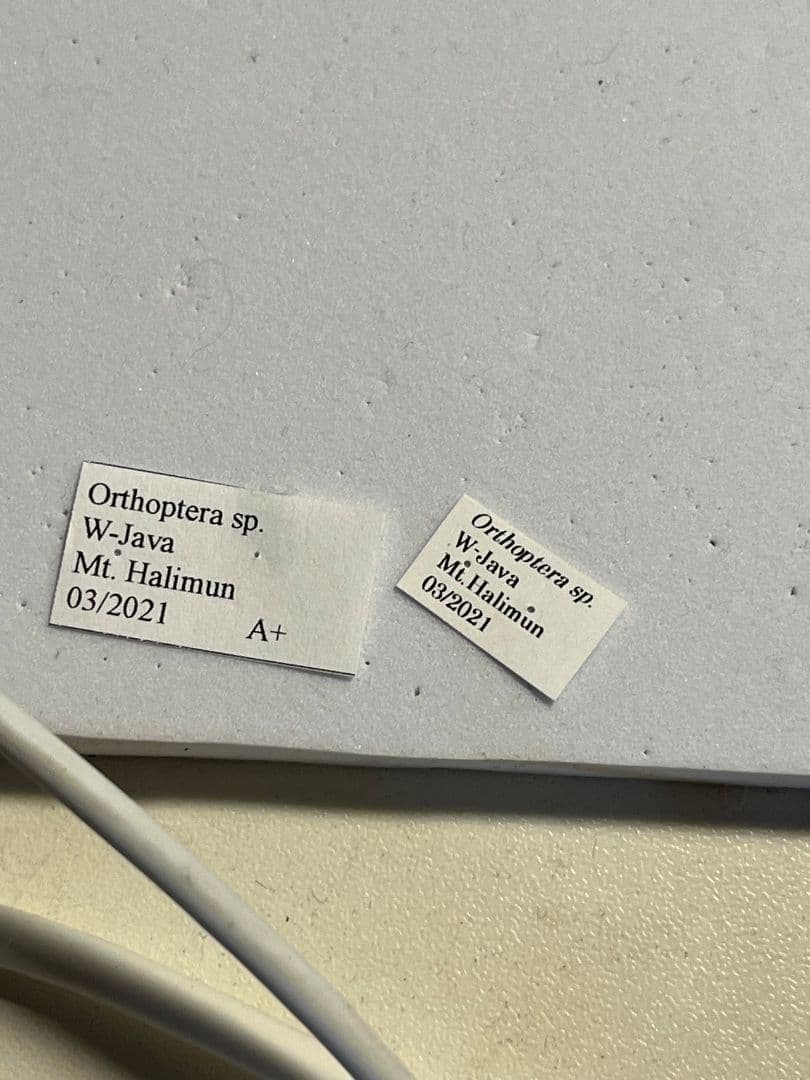 Orthoptera sp.
W-Java
Mt. Halimun
03/2021
A+
Orthoptera sp.
W-Java
Mt. Halimun
03/2021